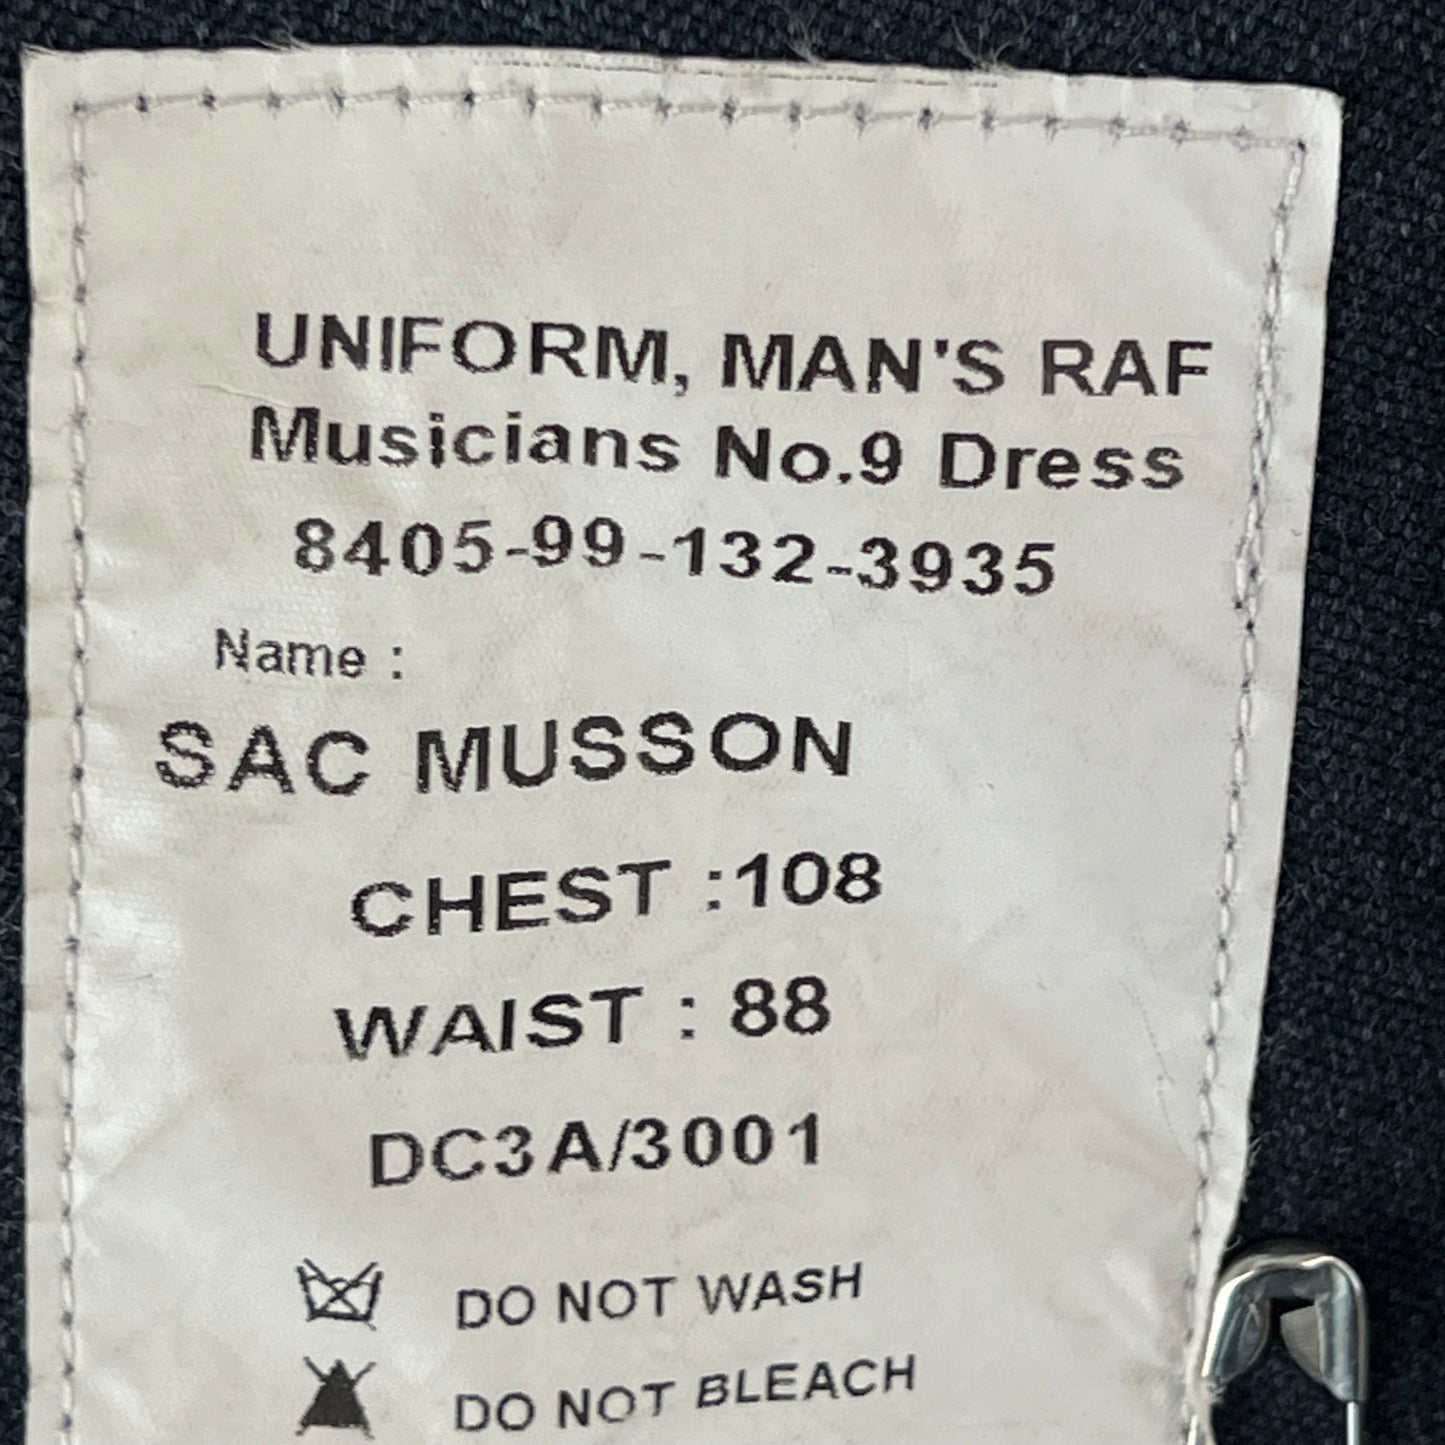 UNIFORM, MAN'S RAF
Musicians No.9 Dress
8405-99-132-3935
Name :
SAC MUSSON
CHEST :108
WAIST : 88
DC3A/3001
DO NOT WASH
DO NOT BLEACH